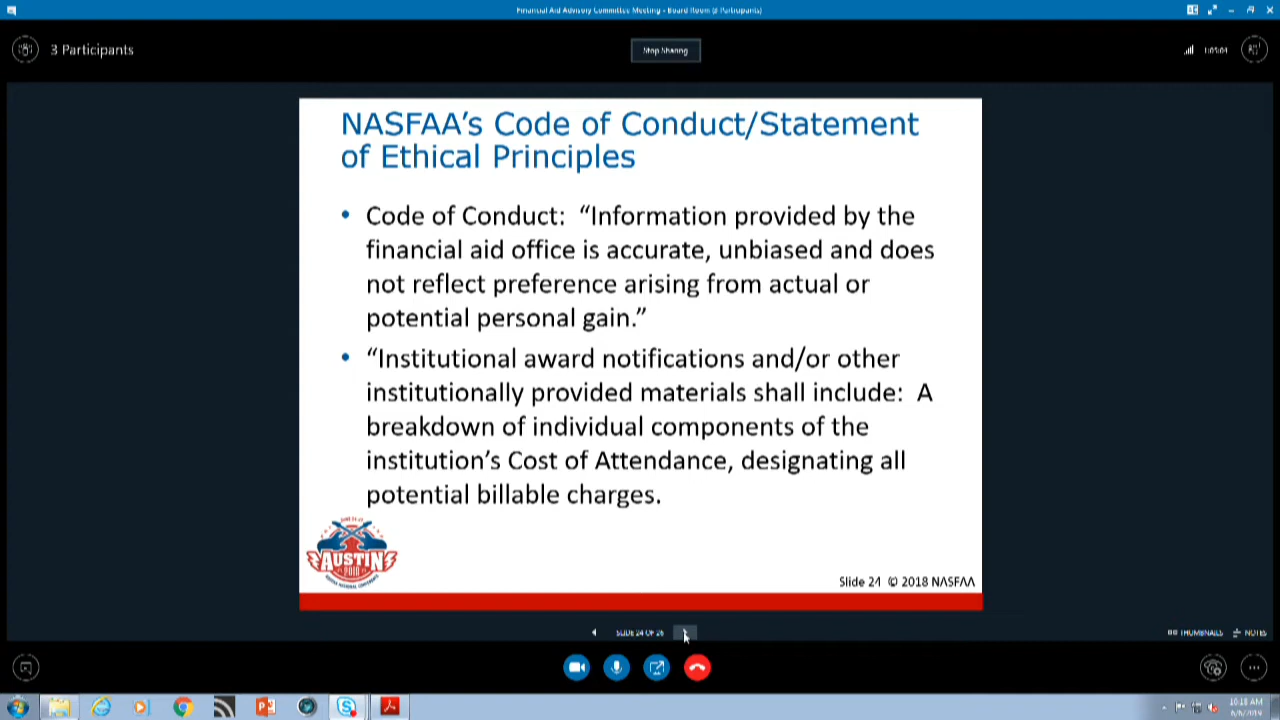 Financial Aid Advisory Committee Meeting - Board Room (3 Participants)
3 Participants
Stop Sharing
NASFAA's Code of Conduct/Statement
of Ethical Principles
• Code of Conduct: “Information provided by the
financial aid office is accurate, unbiased and does
not reflect preference arising from actual or
potential personal gain.”
• “Institutional award notifications and/or other
institutionally provided materials shall include: A
breakdown of individual components of the
institution's Cost of Attendance, designating all
potential billable charges.
AUSTIN
2018
Slide 24 © 2018 NASFAA
SLIDE 24 OF 26
THUMBNAILS
NOTES
10:18 AM